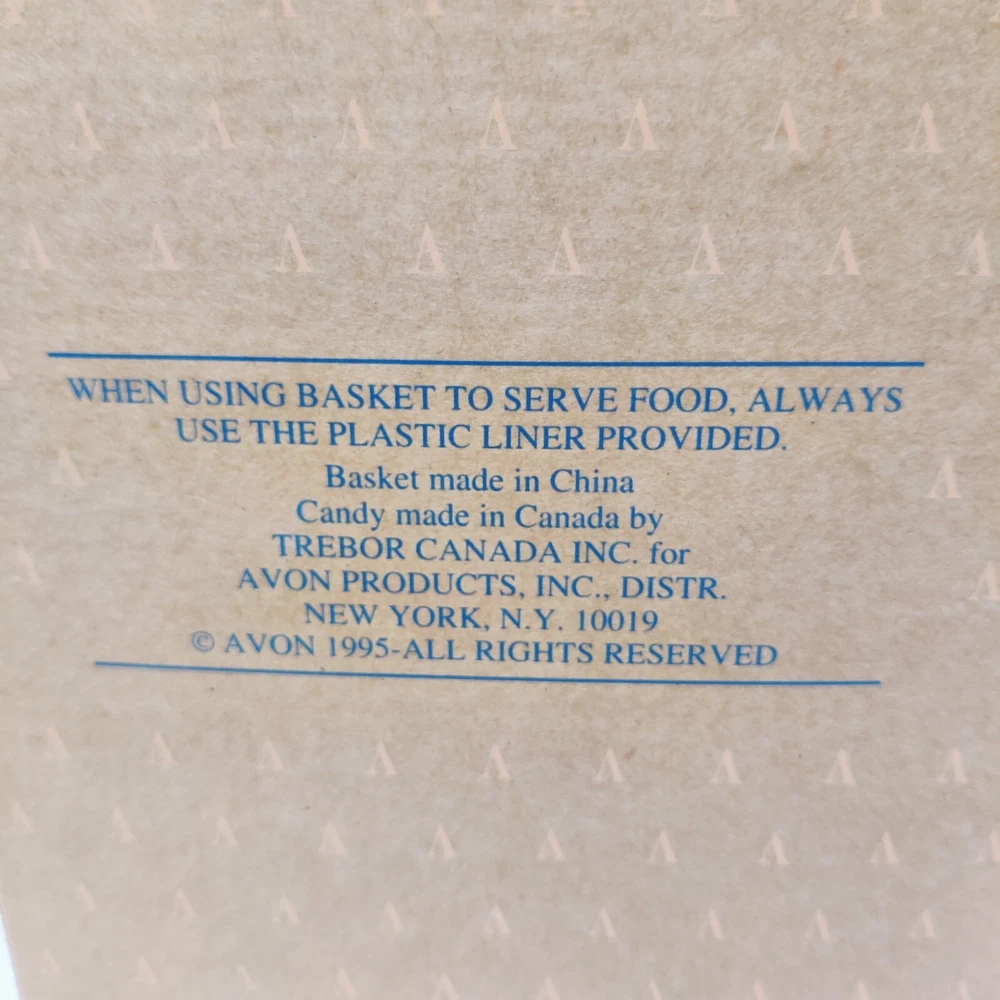 WHEN USING BASKET TO SERVE FOOD, ALWAYS
USE THE PLASTIC LINER PROVIDED.
Basket made in China
Candy made in Canada by
TREBOR CANADA INC. for
AVON PRODUCTS, INC., DISTR.
NEW YORK, N.Y. 10019
© AVON 1995-ALL RIGHTS RESERVED